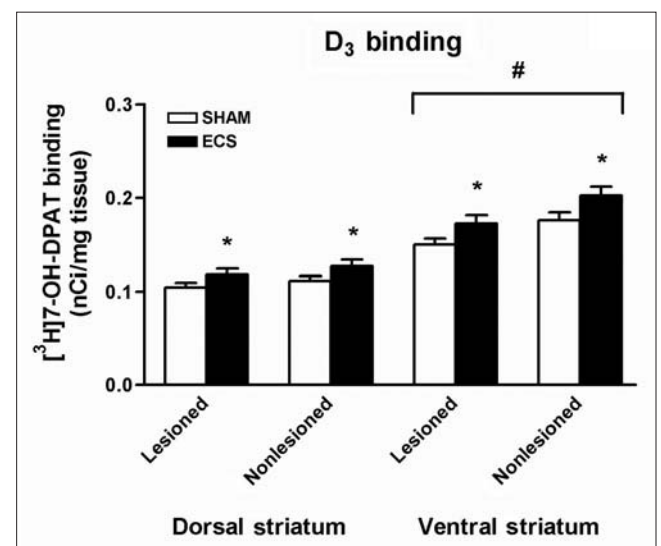 D₃ binding
#
0.3
SHAM
ECS
[³H]7-OH-DPAT binding
(nCi/mg tissue)
0.2
* * * *
0.1
0.0
Lesioned Nonlesioned Lesioned Nonlesioned
Dorsal striatum Ventral striatum